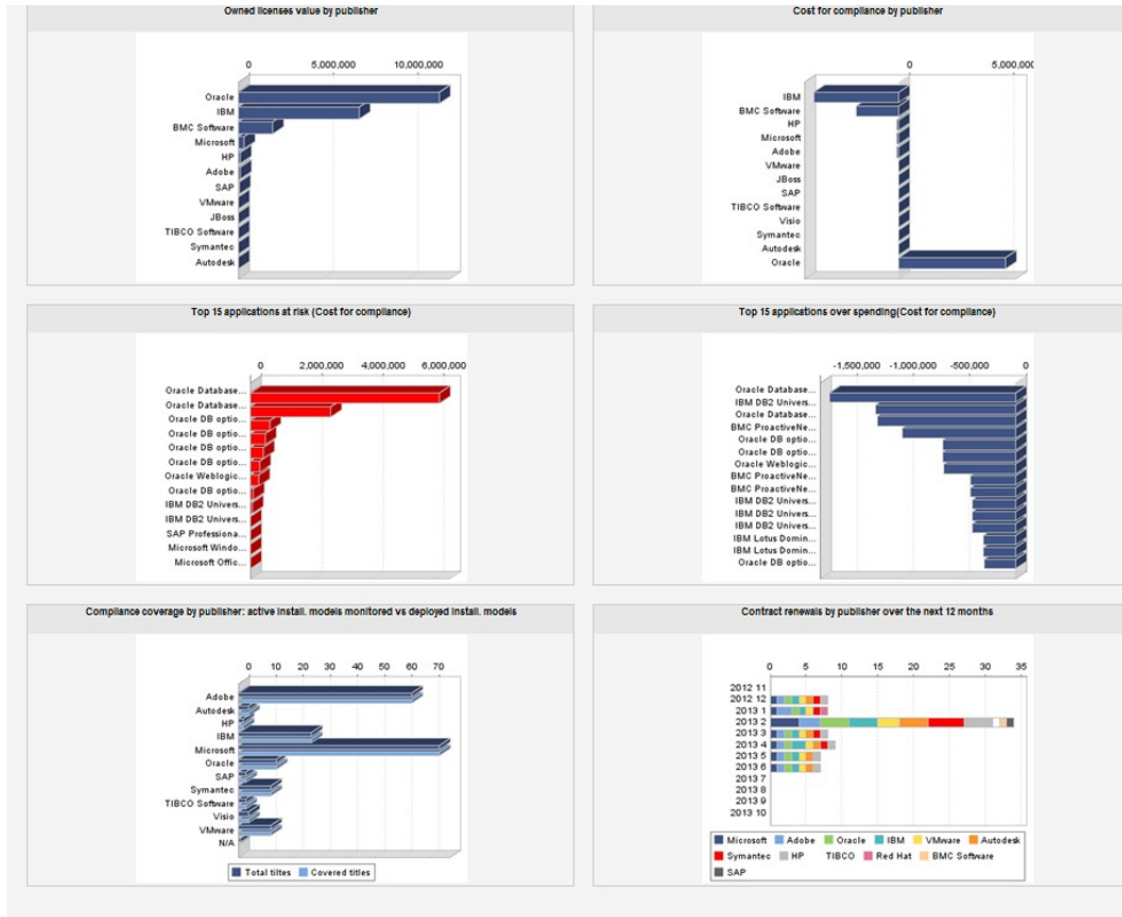 Owned licenses value by publisher
0 5,000,000 10,000,000
Oracle
IBM
BMC Software
Microsoft
HP
Adobe
SAP
VMware
JBoss
TIBCO Software
Symantec
Autodesk
Cost for compliance by publisher
0 5,000,000
IBM
BMC Software
HP
Microsoft
Adobe
VMware
JBoss
SAP
TIBCO Software
Visio
Symantec
Autodesk
Oracle
Top 15 applications at risk (Cost for compliance)
0 2,000,000 4,000,000 6,000,000
Oracle Database...
Oracle Database...
Oracle DB optio...
Oracle DB optio...
Oracle DB optio...
Oracle DB optio...
Oracle Weblogic...
Oracle DB optio...
IBM DB2 Univers...
IBM DB2 Univers...
SAP Professiona...
Microsoft Windo...
Microsoft Offic...
Top 15 applications over spending(Cost for compliance)
-1,500,000 -1,000,000 -500,000 0
Oracle Database...
IBM DB2 Univers...
Oracle Database...
BMC ProactiveNe...
Oracle DB optio...
Oracle DB optio...
Oracle Weblogic...
BMC ProactiveNe...
BMC ProactiveNe...
IBM DB2 Univers...
IBM DB2 Univers...
IBM DB2 Univers...
IBM Lotus Domin...
IBM Lotus Domin...
Oracle DB optio...
Compliance coverage by publisher: active install. models monitored vs deployed install. models
0 10 20 30 40 50 60 70
Adobe
Autodesk
HP
IBM
Microsoft
Oracle
SAP
Symantec
TIBCO Software
Visio
VMware
N/A
Total tiltes Covered titles
Contract renewals by publisher over the next 12 months
0 5 10 15 20 25 30 35
2012 11
2012 12
2013 1
2013 2
2013 3
2013 4
2013 5
2013 6
2013 7
2013 8
2013 9
2013 10
Microsoft Adobe Oracle IBM VMware Autodesk
Symantec HP TIBCO Red Hat BMC Software
SAP